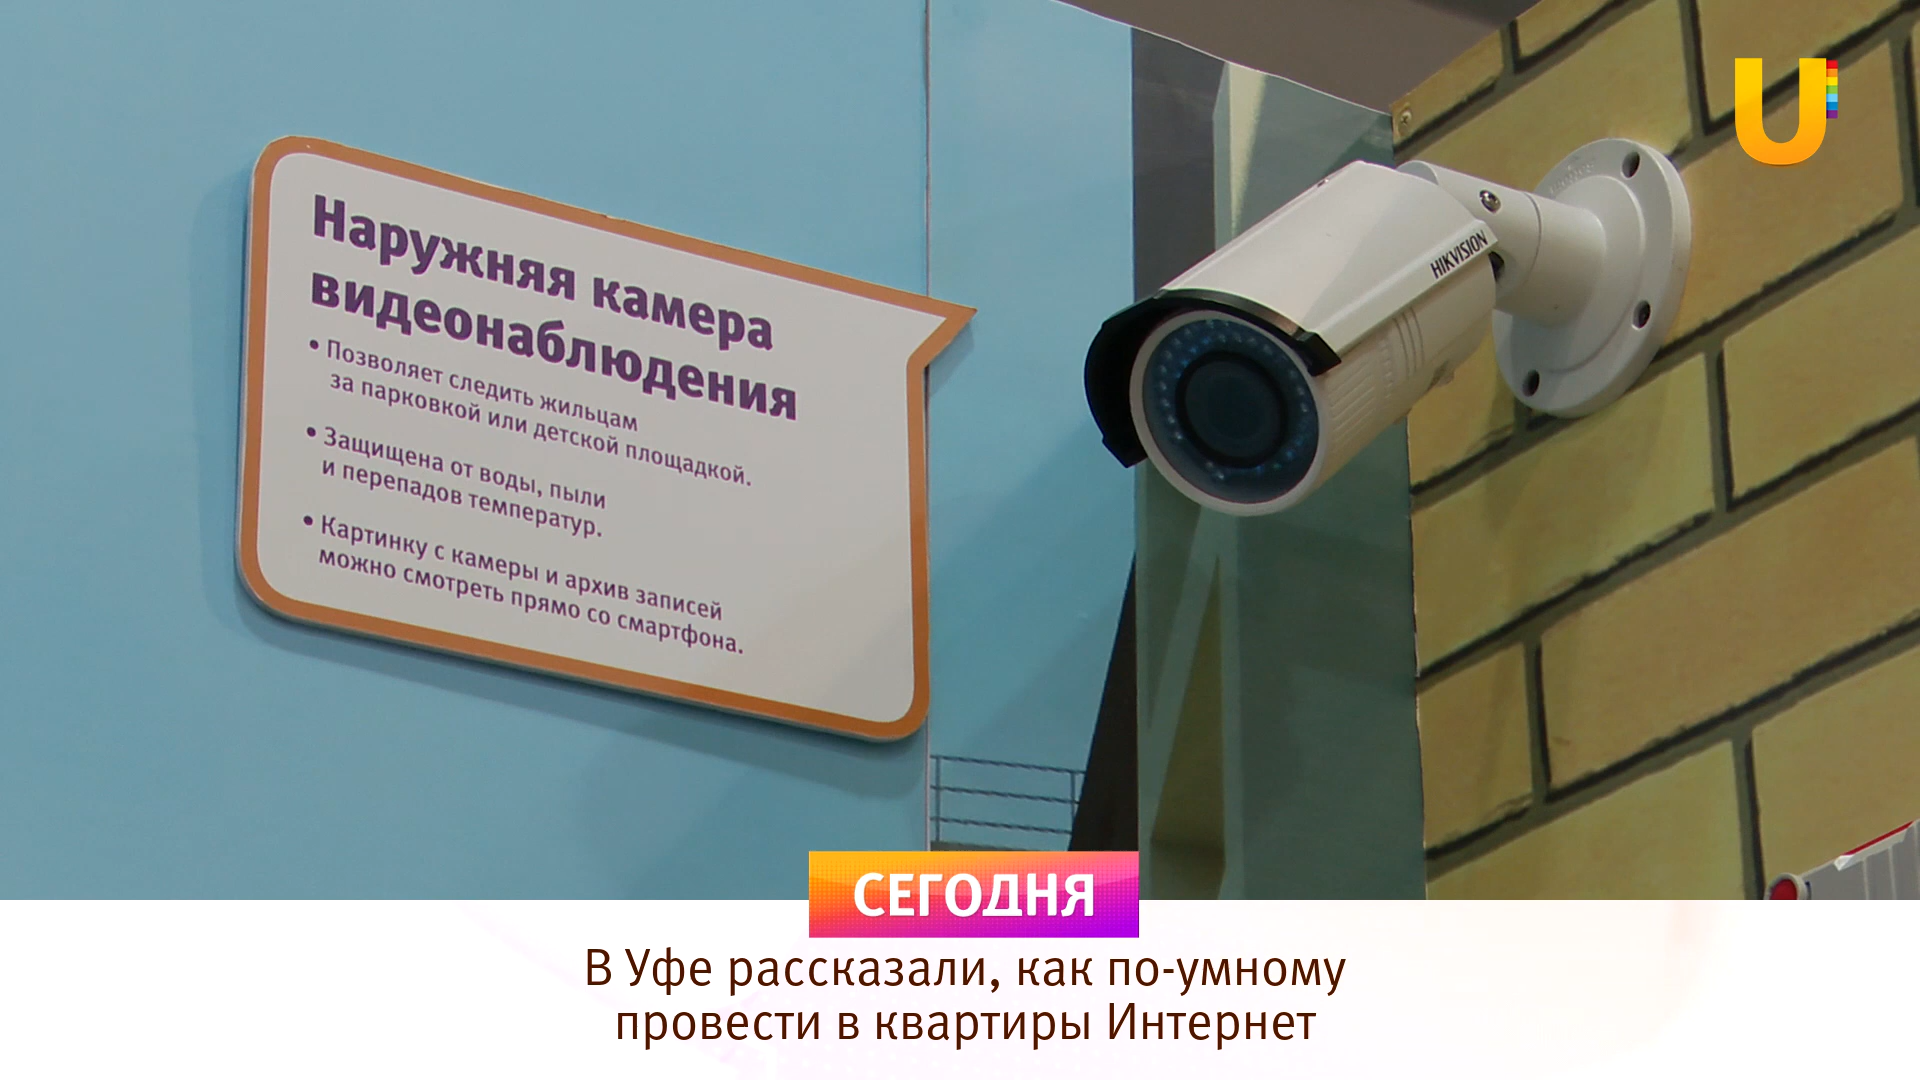 U
Наружняя камера
видеонаблюдения
• Позволяет следить жильцам
за парковкой или детской площадкой.
• Защищена от воды, пыли
и перепадов температур.
• Картинку с камеры и архив записей
можно смотреть прямо со смартфона.
HIKVISION
СЕГОДНЯ
В Уфе рассказали, как по-умному
провести в квартиры Интернет